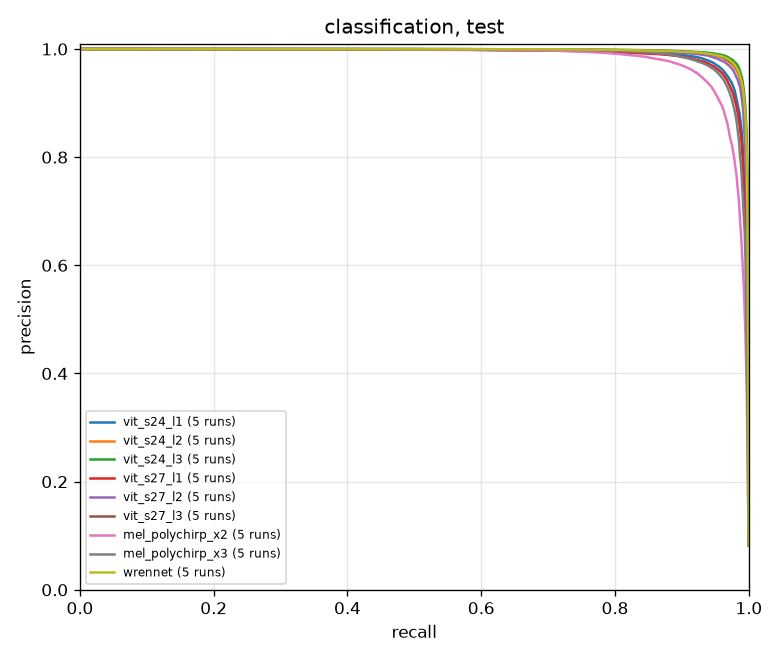 classification, test
1.0
0.8
0.6
0.4
0.2
0.0
precision
vit_s24_l1 (5 runs)
vit_s24_l2 (5 runs)
vit_s24_l3 (5 runs)
vit_s27_l1 (5 runs)
vit_s27_l2 (5 runs)
vit_s27_l3 (5 runs)
mel_polychirp_x2 (5 runs)
mel_polychirp_x3 (5 runs)
wrennet (5 runs)
0.0 0.2 0.4 0.6 0.8 1.0
recall